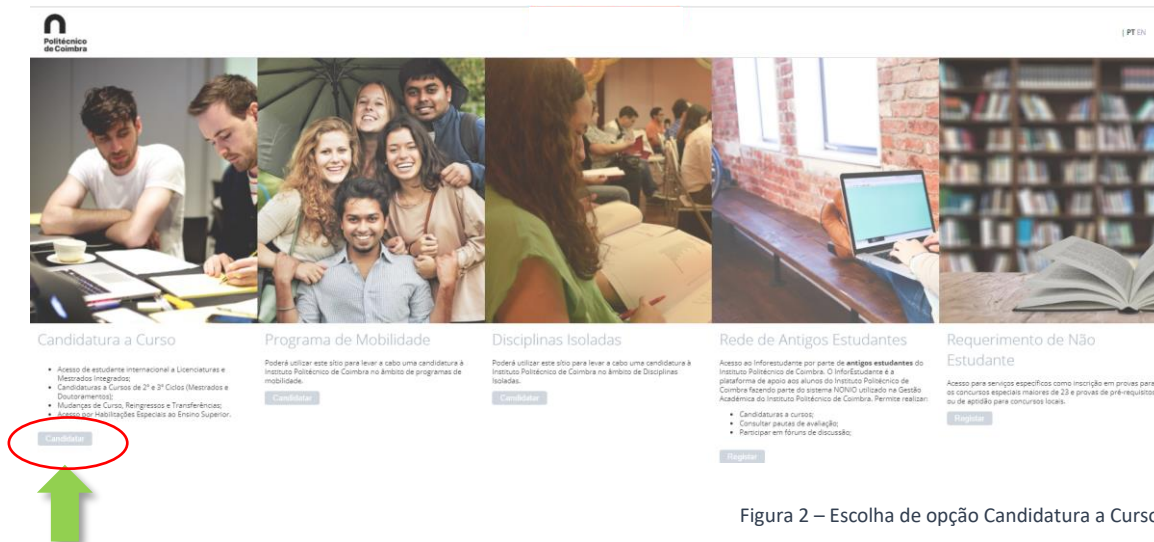 Politécnico
de Coimbra
| PT EN
Candidatura a Curso
Acesso de estudante internacional a Licenciaturas e
Mestrados Integrados;
Candidaturas a Cursos de 2º e 3º Ciclos (Mestrados e
Doutoramentos);
Mudanças de Curso, Reingressos e Transferências;
Acesso por Habilitações Especiais ao Ensino Superior.
Candidatar
Programa de Mobilidade
Poderá utilizar este sítio para levar a cabo uma candidatura à
Instituto Politécnico de Coimbra no âmbito de programas de
mobilidade.
Candidatar
Disciplinas Isoladas
Poderá utilizar este sítio para levar a cabo uma candidatura à
Instituto Politécnico de Coimbra no âmbito de Disciplinas
Isoladas.
Candidatar
Rede de Antigos Estudantes
Acesso ao Inforestudante por parte de antigos estudantes do
Instituto Politécnico de Coimbra. O InforEstudante é a
plataforma de apoio aos alunos do Instituto Politécnico de
Coimbra fazendo parte do sistema NONIO utilizado na Gestão
Académica do Instituto Politécnico de Coimbra. Permite realizar:
Candidaturas a cursos;
Consultar pautas de avaliação;
Participar em fóruns de discussão;
Registar
Requerimento de Não
Estudante
Acesso para serviços específicos como inscrição em provas para
os concursos especiais maiores de 23 e provas de pré-requisitos
ou de aptidão para concursos locais.
Registar
Figura 2 – Escolha de opção Candidatura a Curso